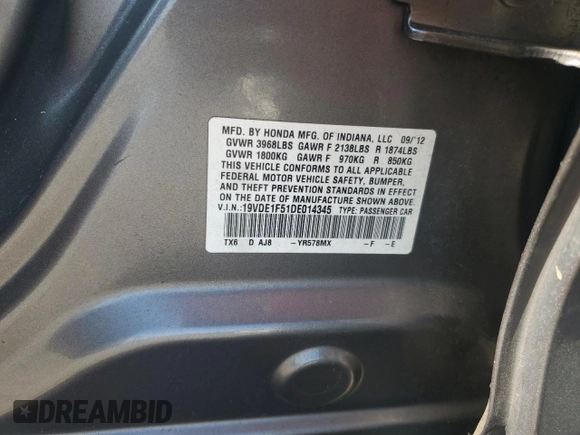 MFD. BY HONDA MFG. OF INDIANA, LLC 09/'12
GVWR 3968LBS GAWR F 2138LBS R 1874LBS
GVWR 1800KG GAWR F 970KG R 850KG
THIS VEHICLE CONFORMS TO ALL APPLICABLE
FEDERAL MOTOR VEHICLE SAFETY, BUMPER,
AND THEFT PREVENTION STANDARDS IN EFFECT
ON THE DATE OF MANUFACTURE SHOWN ABOVE.
V.I.N.: 19VDE1F51DE014345 TYPE: PASSENGER CAR
TX6 D AJ8 -YR578MX -F -E
DREAMBID